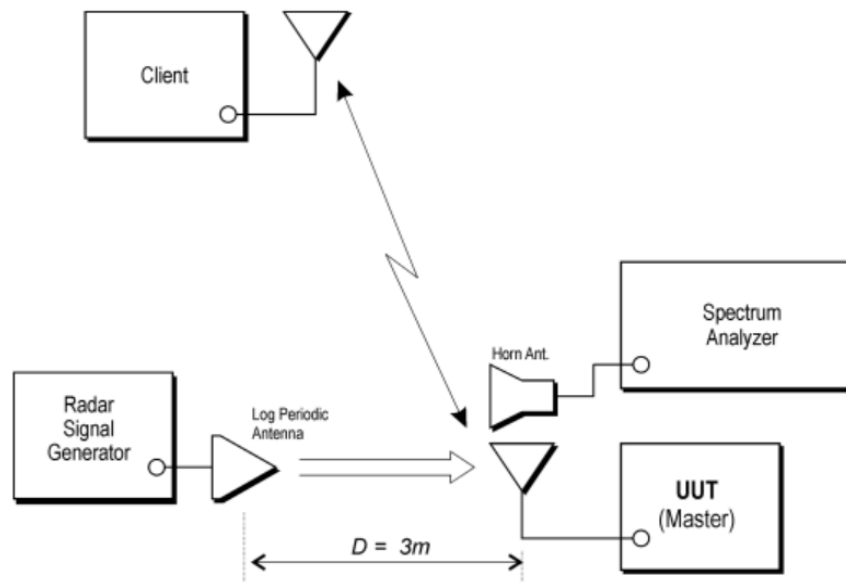 Client
Spectrum
Analyzer
Horn Ant.
Radar
Signal
Generator
Log Periodic
Antenna
UUT
(Master)
D = 3m